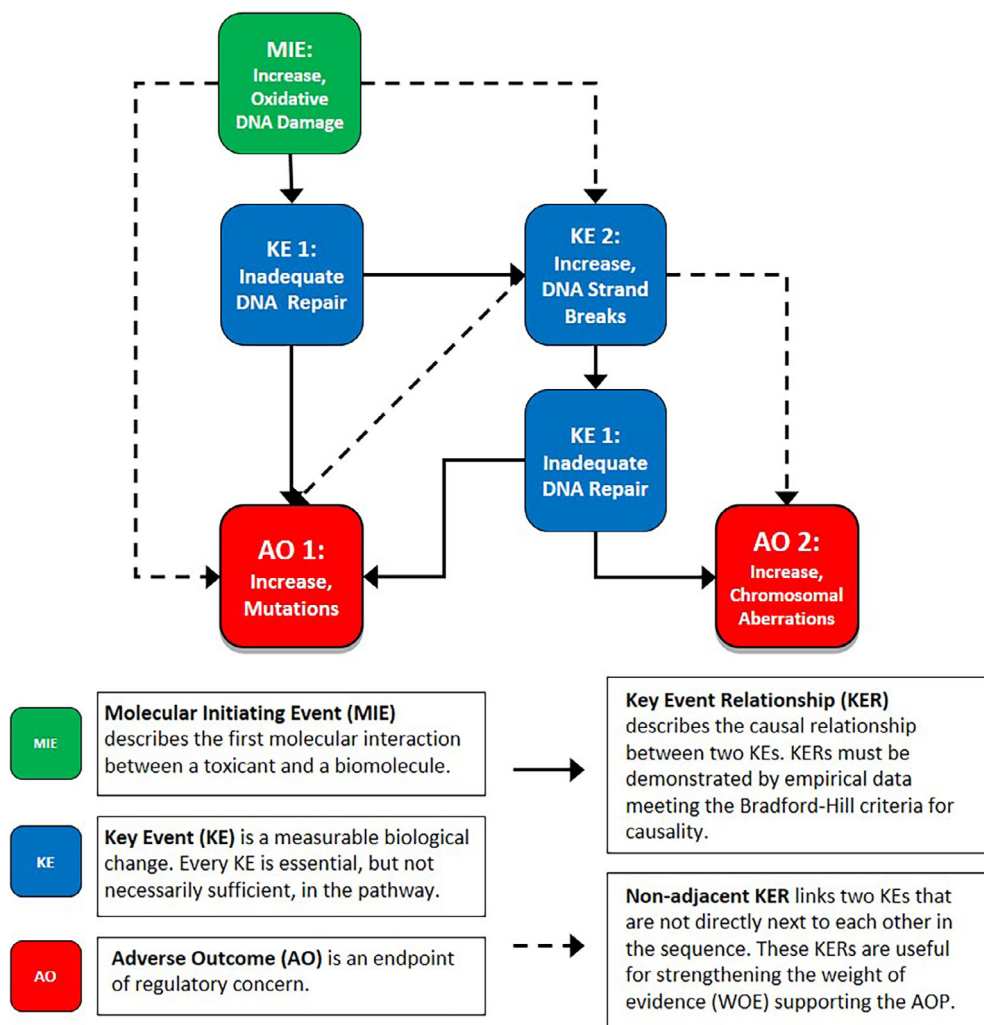 MIE:
Increase,
Oxidative
DNA Damage
KE 1:
Inadequate
DNA Repair
KE 2:
Increase,
DNA Strand
Breaks
KE 1:
Inadequate
DNA Repair
AO 1:
Increase,
Mutations
AO 2:
Increase,
Chromosomal
Aberrations
MIE
Molecular Initiating Event (MIE)
describes the first molecular interaction
between a toxicant and a biomolecule.
KE
Key Event (KE) is a measurable biological
change. Every KE is essential, but not
necessarily sufficient, in the pathway.
AO
Adverse Outcome (AO) is an endpoint
of regulatory concern.
Key Event Relationship (KER)
describes the causal relationship
between two KEs. KERs must be
demonstrated by empirical data
meeting the Bradford-Hill criteria for
causality.
Non-adjacent KER links two KEs that
are not directly next to each other in
the sequence. These KERs are useful
for strengthening the weight of
evidence (WOE) supporting the AOP.